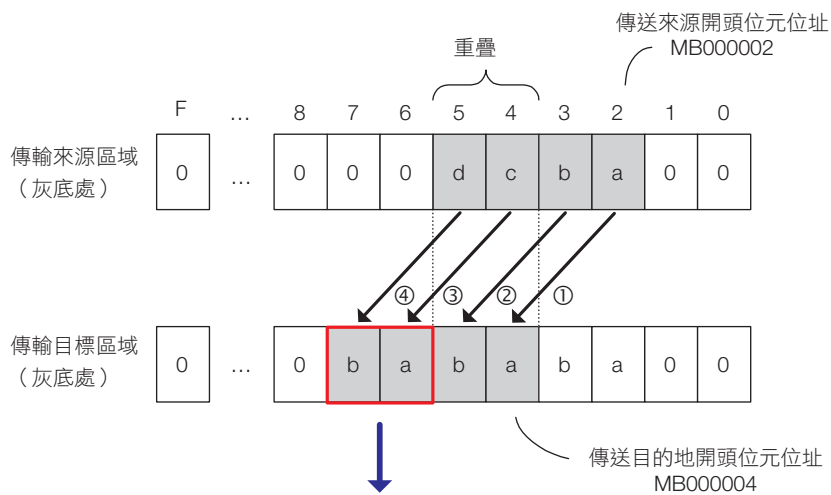 傳送來源開頭位元位址
MB000002
重疊
F ... 8 7 6 5 4 3 2 1 0
傳輸來源區域
（灰底處）
0 ... 0 0 0 d c b a 0 0
④ ③ ② ①
傳輸目標區域
（灰底處）
0 ... 0 b a b a b a 0 0
傳送目的地開頭位元位址
MB000004